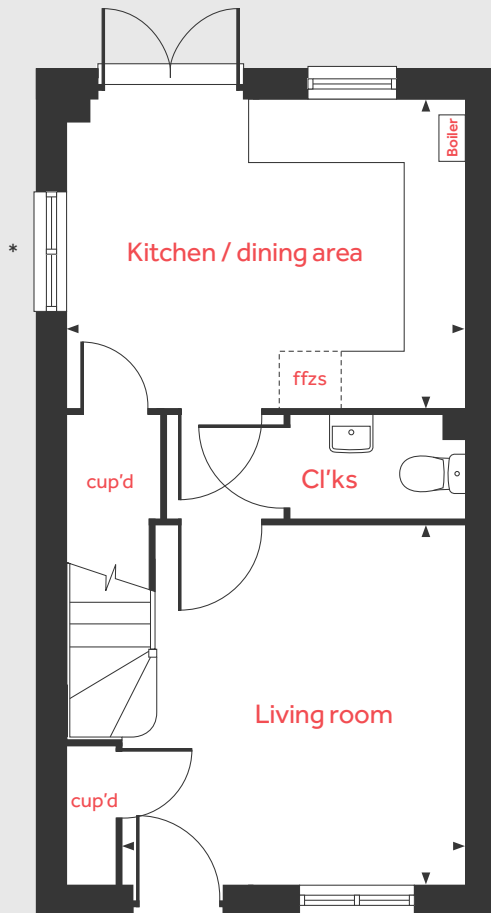 Boiler
*
Kitchen / dining area
ffzs
cup'd
Cl'ks
Living room
cup'd